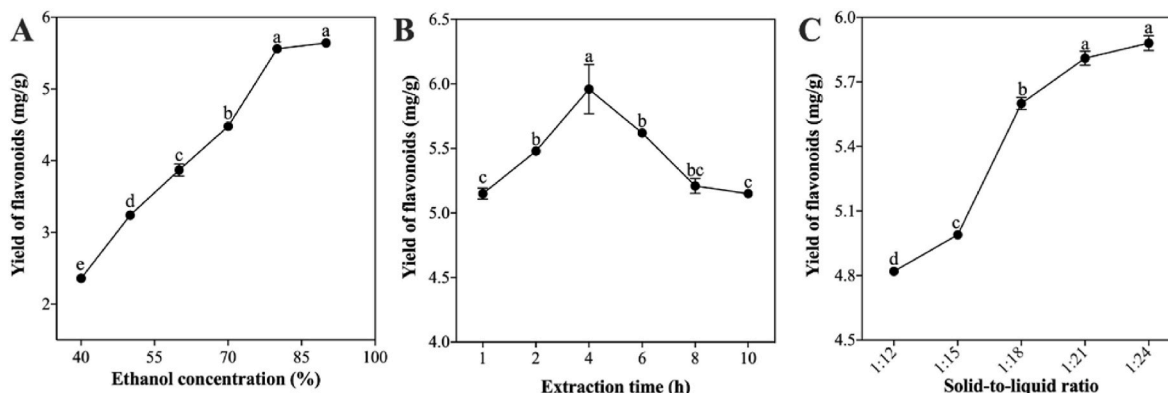 A
Yield of flavonoids (mg/g)
6
5
4
3
2
e
d
c
b
a
a
40
55
70
85
100
Ethanol concentration (%)
B
Yield of flavonoids (mg/g)
6.5
6.0
5.5
5.0
4.5
4.0
c
b
a
b
bc
c
1
2
4
6
8
10
Extraction time (h)
C
Yield of flavonoids (mg/g)
6.0
5.7
5.4
5.1
4.8
4.5
d
c
b
a
a
1:12
1:15
1:18
1:21
1:24
Solid-to-liquid ratio